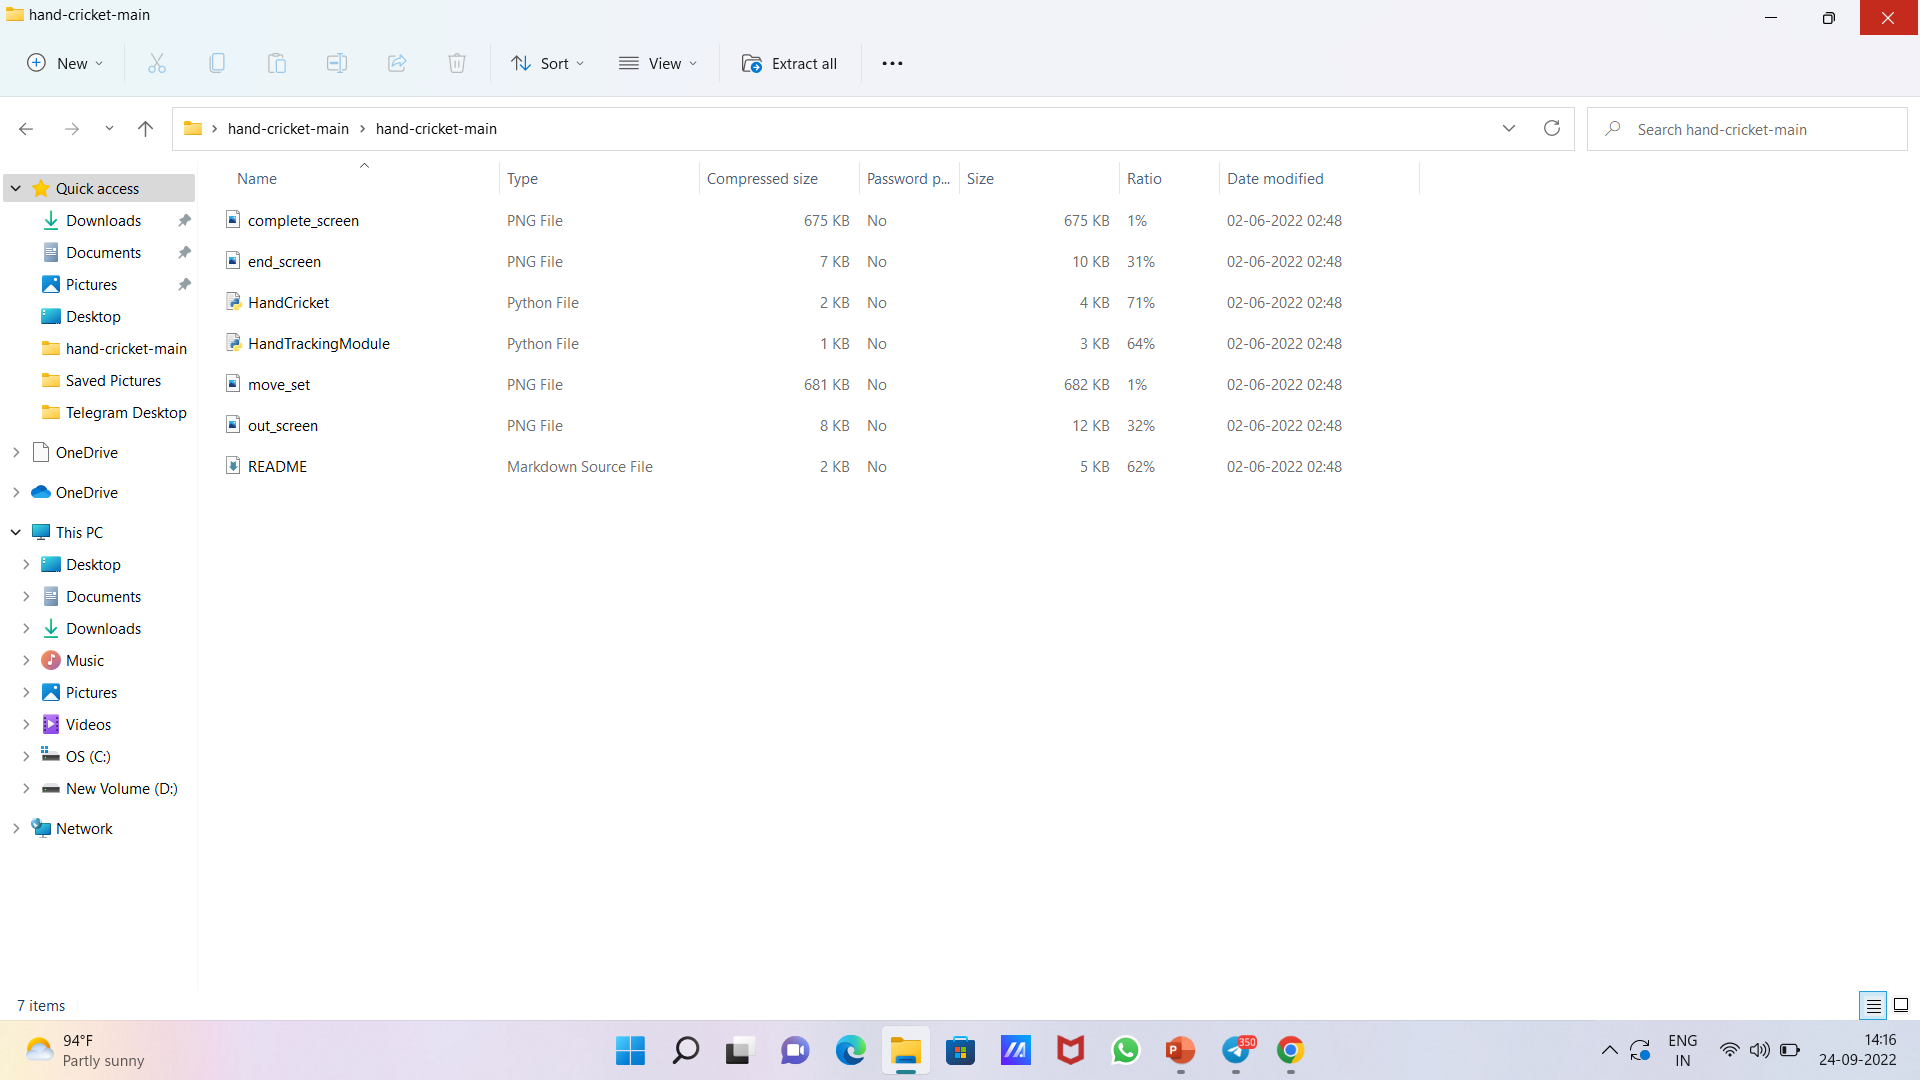 hand-cricket-main
New
Sort
View
Extract all
hand-cricket-main
hand-cricket-main
Search hand-cricket-main
Name Type Compressed size Password p... Size Ratio Date modified
complete_screen PNG File 675 KB No 675 KB 1% 02-06-2022 02:48
end_screen PNG File 7 KB No 10 KB 31% 02-06-2022 02:48
HandCricket Python File 2 KB No 4 KB 71% 02-06-2022 02:48
HandTrackingModule Python File 1 KB No 3 KB 64% 02-06-2022 02:48
move_set PNG File 681 KB No 682 KB 1% 02-06-2022 02:48
out_screen PNG File 8 KB No 12 KB 32% 02-06-2022 02:48
README Markdown Source File 2 KB No 5 KB 62% 02-06-2022 02:48
Quick access
Downloads
Documents
Pictures
Desktop
hand-cricket-main
Saved Pictures
Telegram Desktop
OneDrive
OneDrive
This PC
Desktop
Documents
Downloads
Music
Pictures
Videos
OS (C:)
New Volume (D:)
Network
7 items
94°F
Partly sunny
P
350
ENG
IN
14:16
24-09-2022